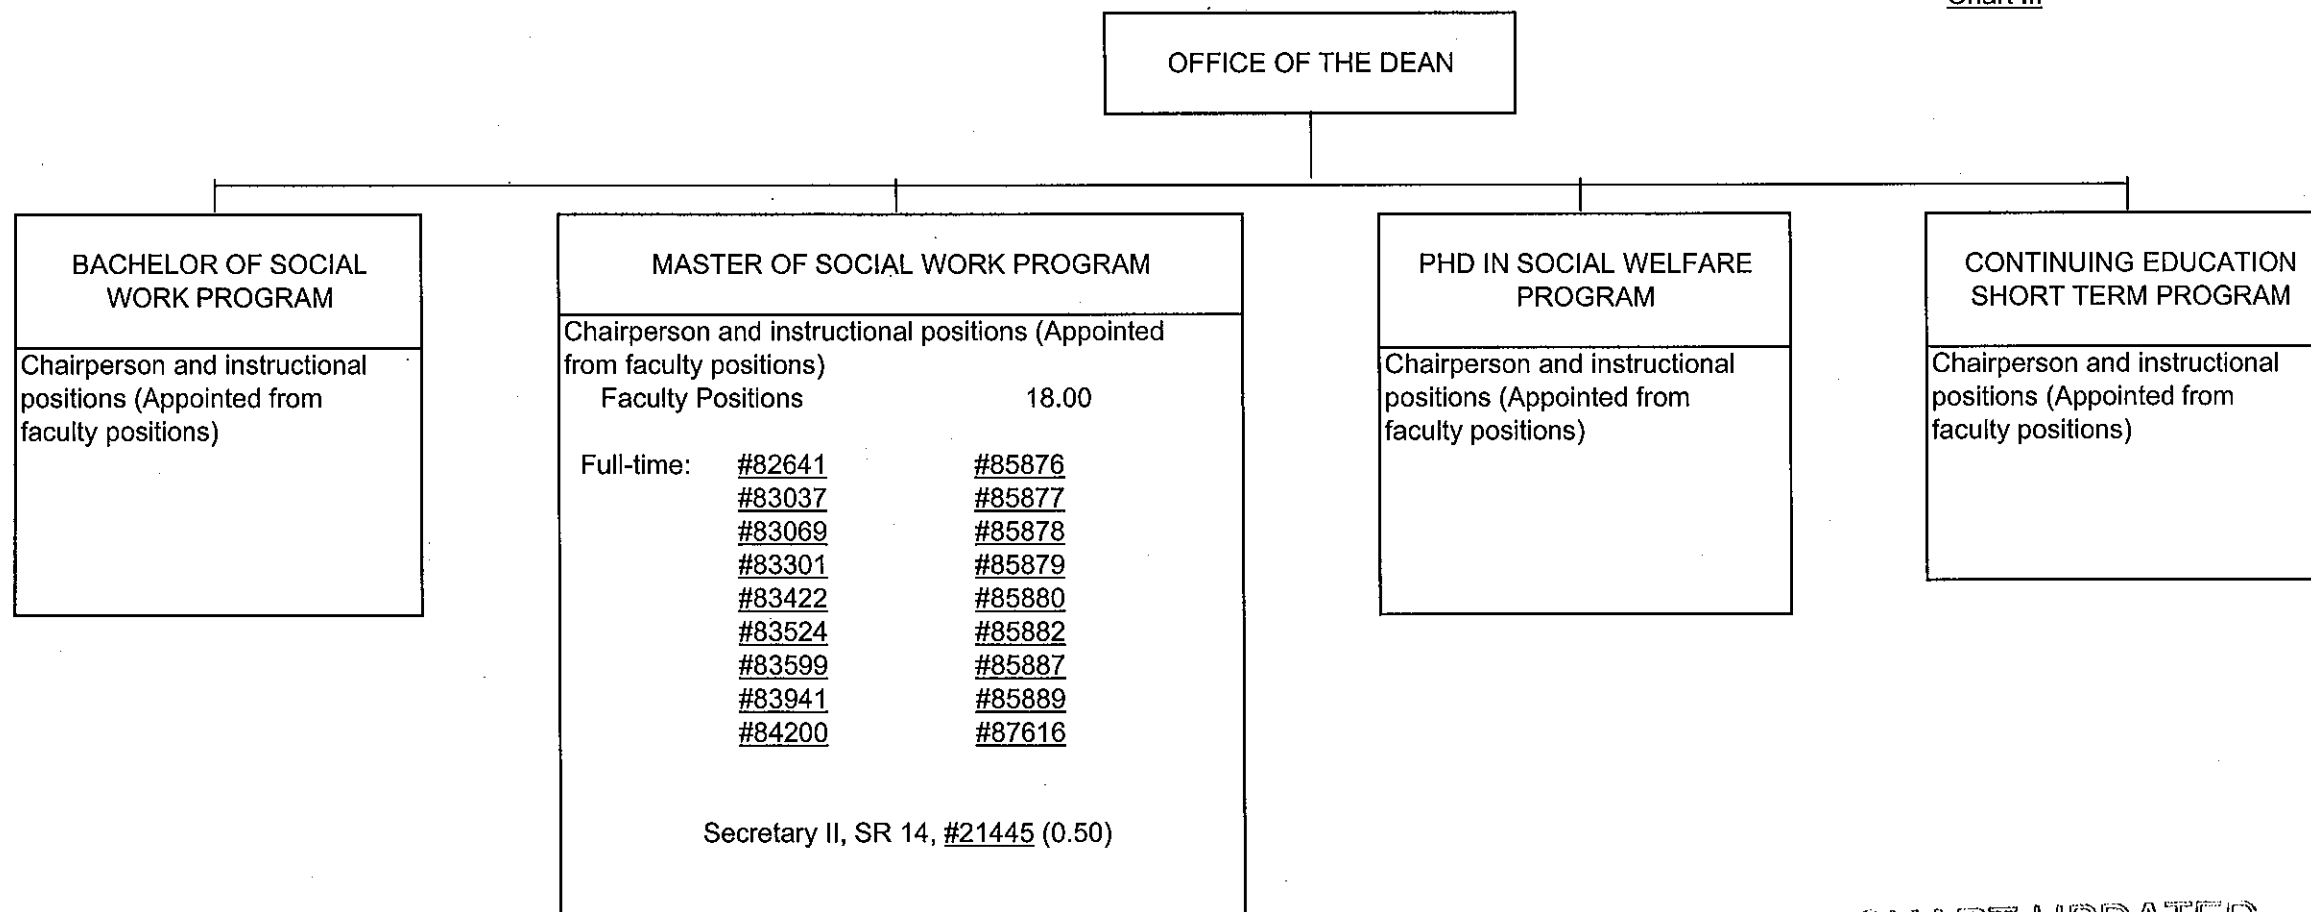 Chart III
OFFICE OF THE DEAN
BACHELOR OF SOCIAL
WORK PROGRAM
Chairperson and instructional
positions (Appointed from
faculty positions)
MASTER OF SOCIAL WORK PROGRAM
Chairperson and instructional positions (Appointed
from faculty positions)
Faculty Positions 18.00
Full-time: #82641 #85876
#83037 #85877
#83069 #85878
#83301 #85879
#83422 #85880
#83524 #85882
#83599 #85887
#83941 #85889
#84200 #87616
Secretary II, SR 14, #21445 (0.50)
PHD IN SOCIAL WELFARE
PROGRAM
Chairperson and instructional
positions (Appointed from
faculty positions)
CONTINUING EDUCATION
SHORT TERM PROGRAM
Chairperson and instructional
positions (Appointed from
faculty positions)
CHART UPDATED